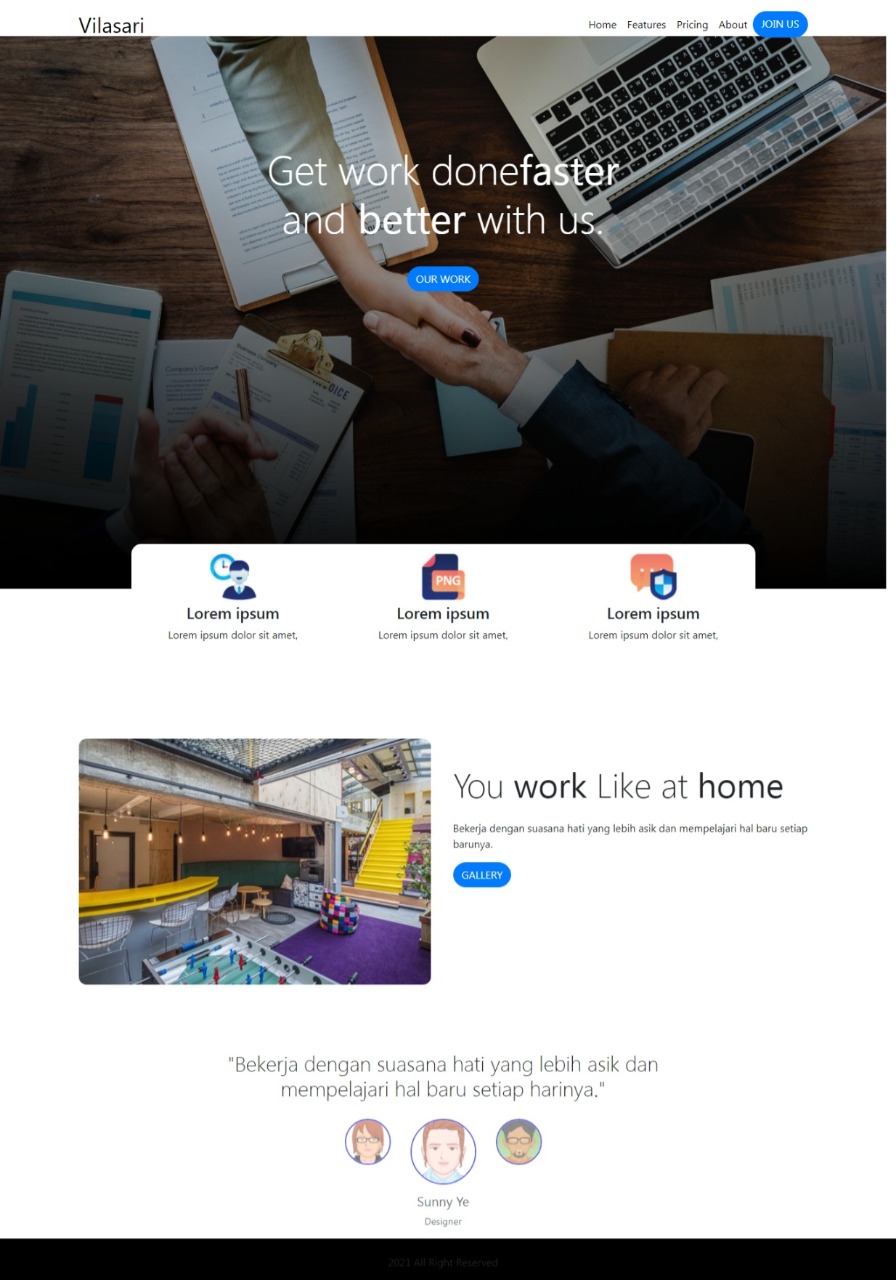 Vilasari
Home Features Pricing About JOIN US
Get work donefaster
and better with us.
OUR WORK
Company's Growth
Business Company
PNG
Lorem ipsum
Lorem ipsum dolor sit amet,
Lorem ipsum
Lorem ipsum dolor sit amet,
Lorem ipsum
Lorem ipsum dolor sit amet,
You work Like at home
Bekerja dengan suasana hati yang lebih asik dan mempelajari hal baru setiap
barunya.
GALLERY
"Bekerja dengan suasana hati yang lebih asik dan
mempelajari hal baru setiap harinya."
Sunny Ye
Designer
2021 All Right Reserved